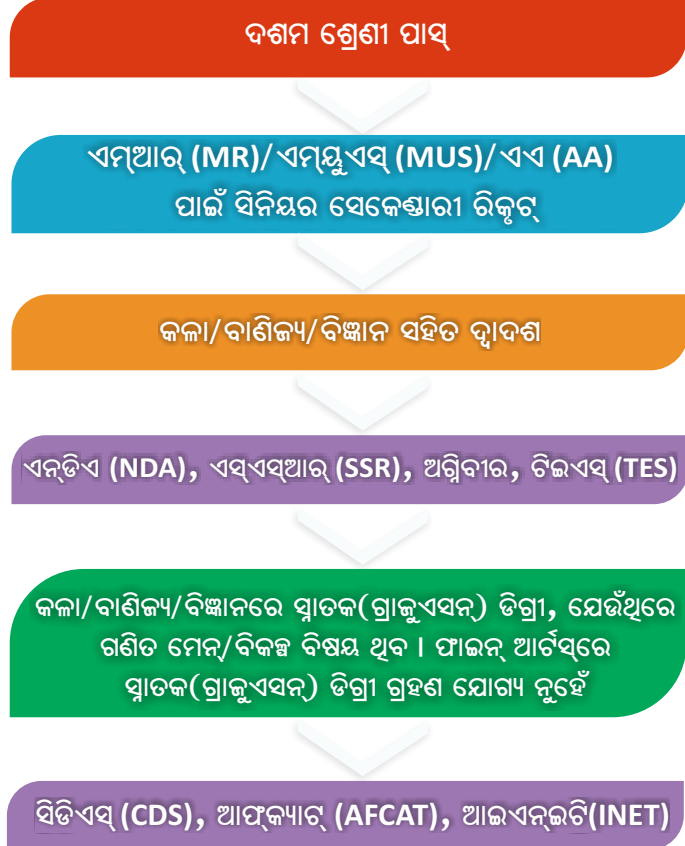 ଦଶମ ଶ୍ରେଣୀ ପାସ୍
ଏମ୍ଆର୍ (MR)/ଏମ୍ୟୁଏସ୍ (MUS)/ଏଏ (AA)
ପାଇଁ ସିନିୟର ସେକେଣ୍ଡାରୀ ରିକୃଟ୍
କଳା/ବାଣିଜ୍ୟ/ବିଜ୍ଞାନ ସହିତ ଦ୍ୱାଦଶ
ଏନ୍‌ଡିଏ (NDA), ଏସ୍ଏସ୍ଆର୍ (SSR), ଅଗ୍ନିବୀର, ଟିଇଏସ୍ (TES)
କଳା/ବାଣିଜ୍ୟ/ବିଜ୍ଞାନରେ ସ୍ନାତକ(ଗ୍ରାଜୁଏସନ୍) ଡିଗ୍ରୀ, ଯେଉଁଥିରେ
ଗଣିତ ମେନ୍/ବିକଳ୍ପ ବିଷୟ ଥିବ । ଫାଇନ୍ ଆର୍ଟସ୍‌ରେ
ସ୍ନାତକ(ଗ୍ରାଜୁଏସନ୍) ଡିଗ୍ରୀ ଗ୍ରହଣ ଯୋଗ୍ୟ ନୁହେଁ
ସିଡିଏସ୍ (CDS), ଆଫ୍‌କ୍ୟାଟ୍ (AFCAT), ଆଇଏନ୍ଇଟି(INET)